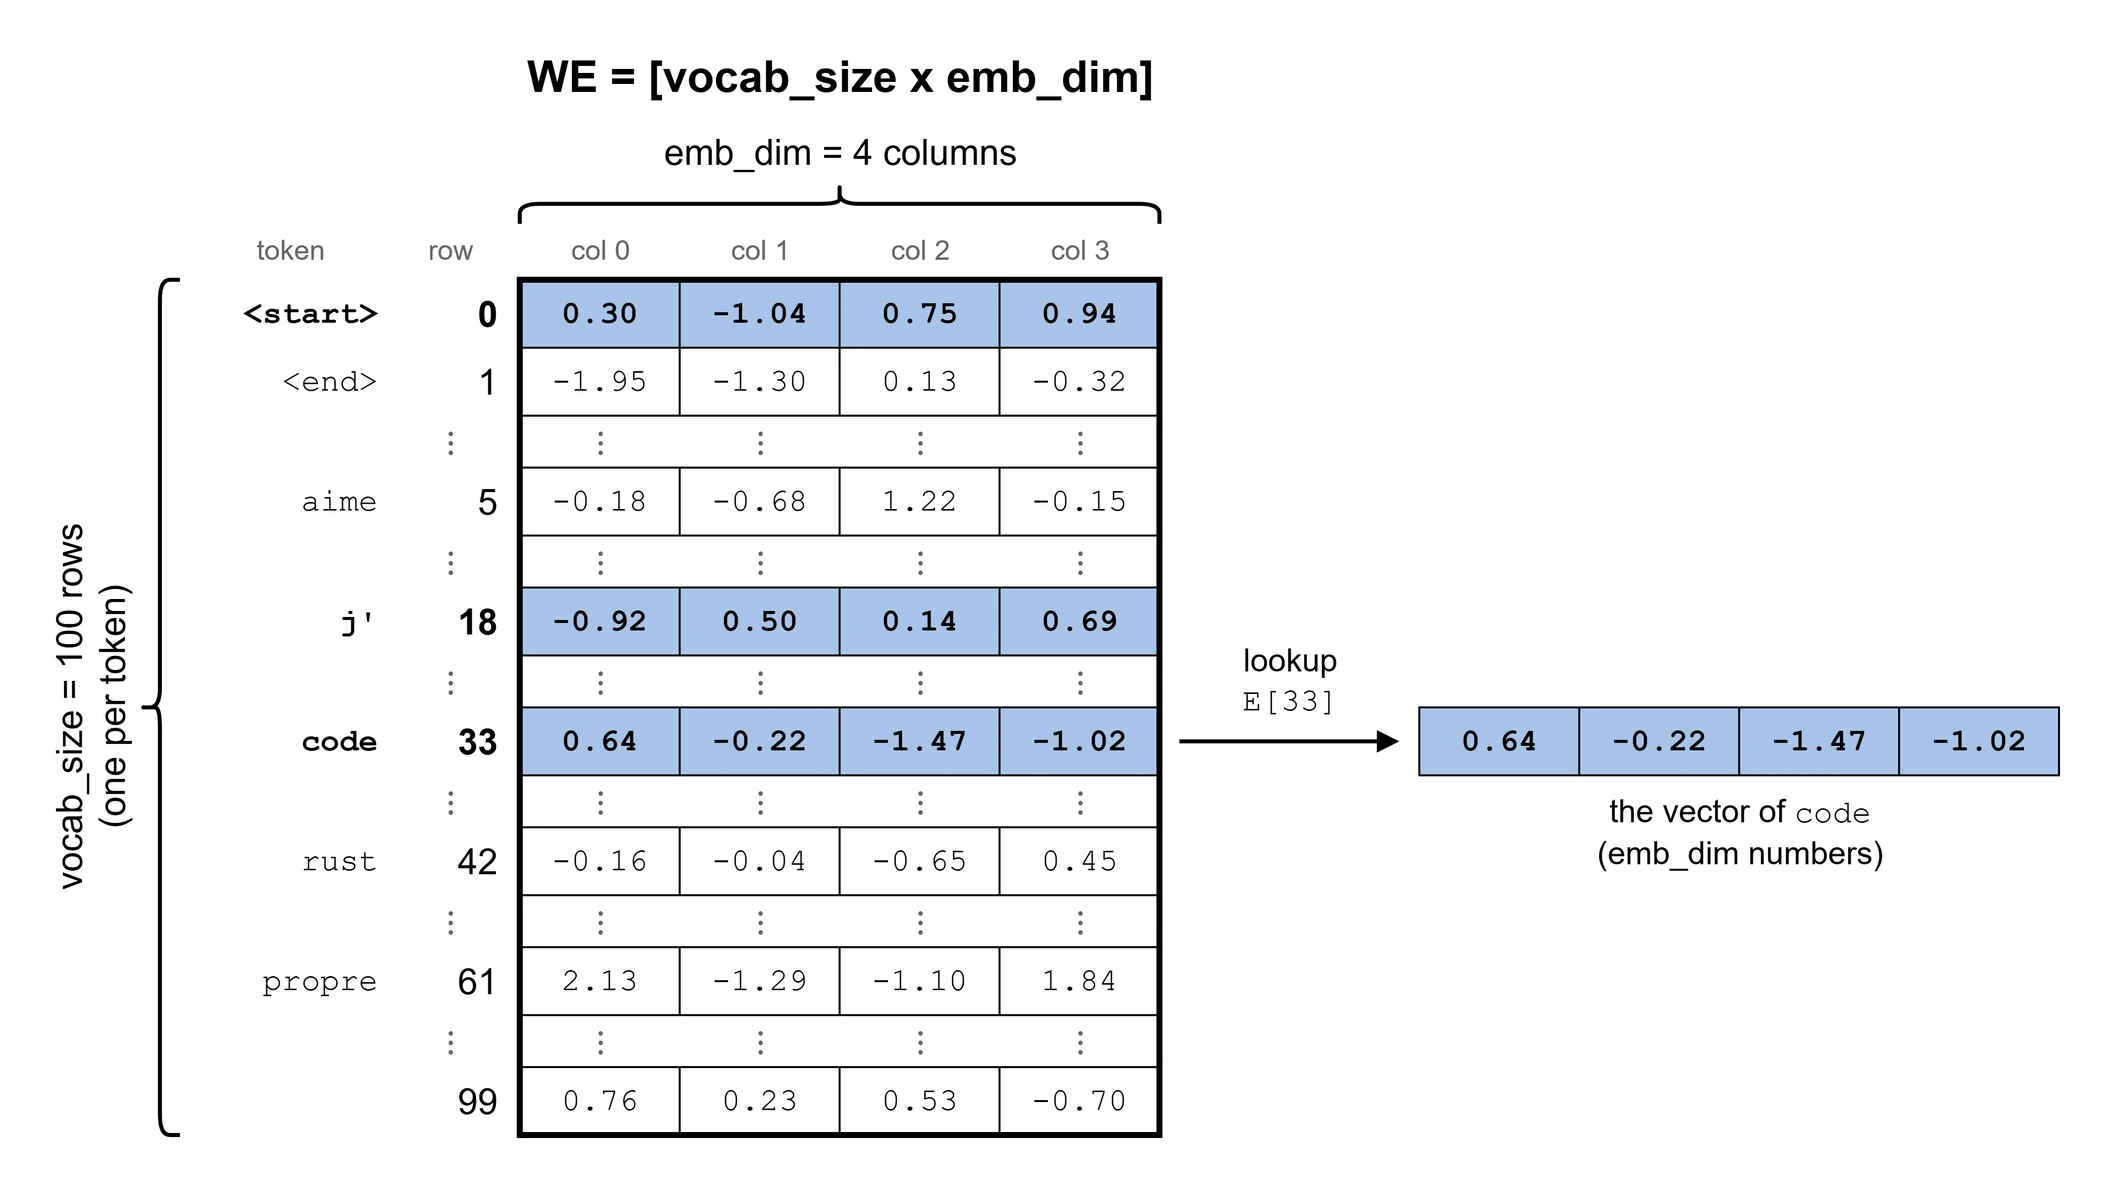 WE = [vocab_size x emb_dim]
emb_dim = 4 columns
token row col 0 col 1 col 2 col 3
<start> 0 0.30 -1.04 0.75 0.94
<end> 1 -1.95 -1.30 0.13 -0.32
⋮ ⋮ ⋮ ⋮ ⋮
aime 5 -0.18 -0.68 1.22 -0.15
⋮ ⋮ ⋮ ⋮ ⋮
j' 18 -0.92 0.50 0.14 0.69
⋮ ⋮ ⋮ ⋮ ⋮
code 33 0.64 -0.22 -1.47 -1.02
⋮ ⋮ ⋮ ⋮ ⋮
rust 42 -0.16 -0.04 -0.65 0.45
⋮ ⋮ ⋮ ⋮ ⋮
propre 61 2.13 -1.29 -1.10 1.84
⋮ ⋮ ⋮ ⋮ ⋮
99 0.76 0.23 0.53 -0.70
vocab_size = 100 rows
(one per token)
lookup
E[33]
0.64 -0.22 -1.47 -1.02
the vector of code
(emb_dim numbers)